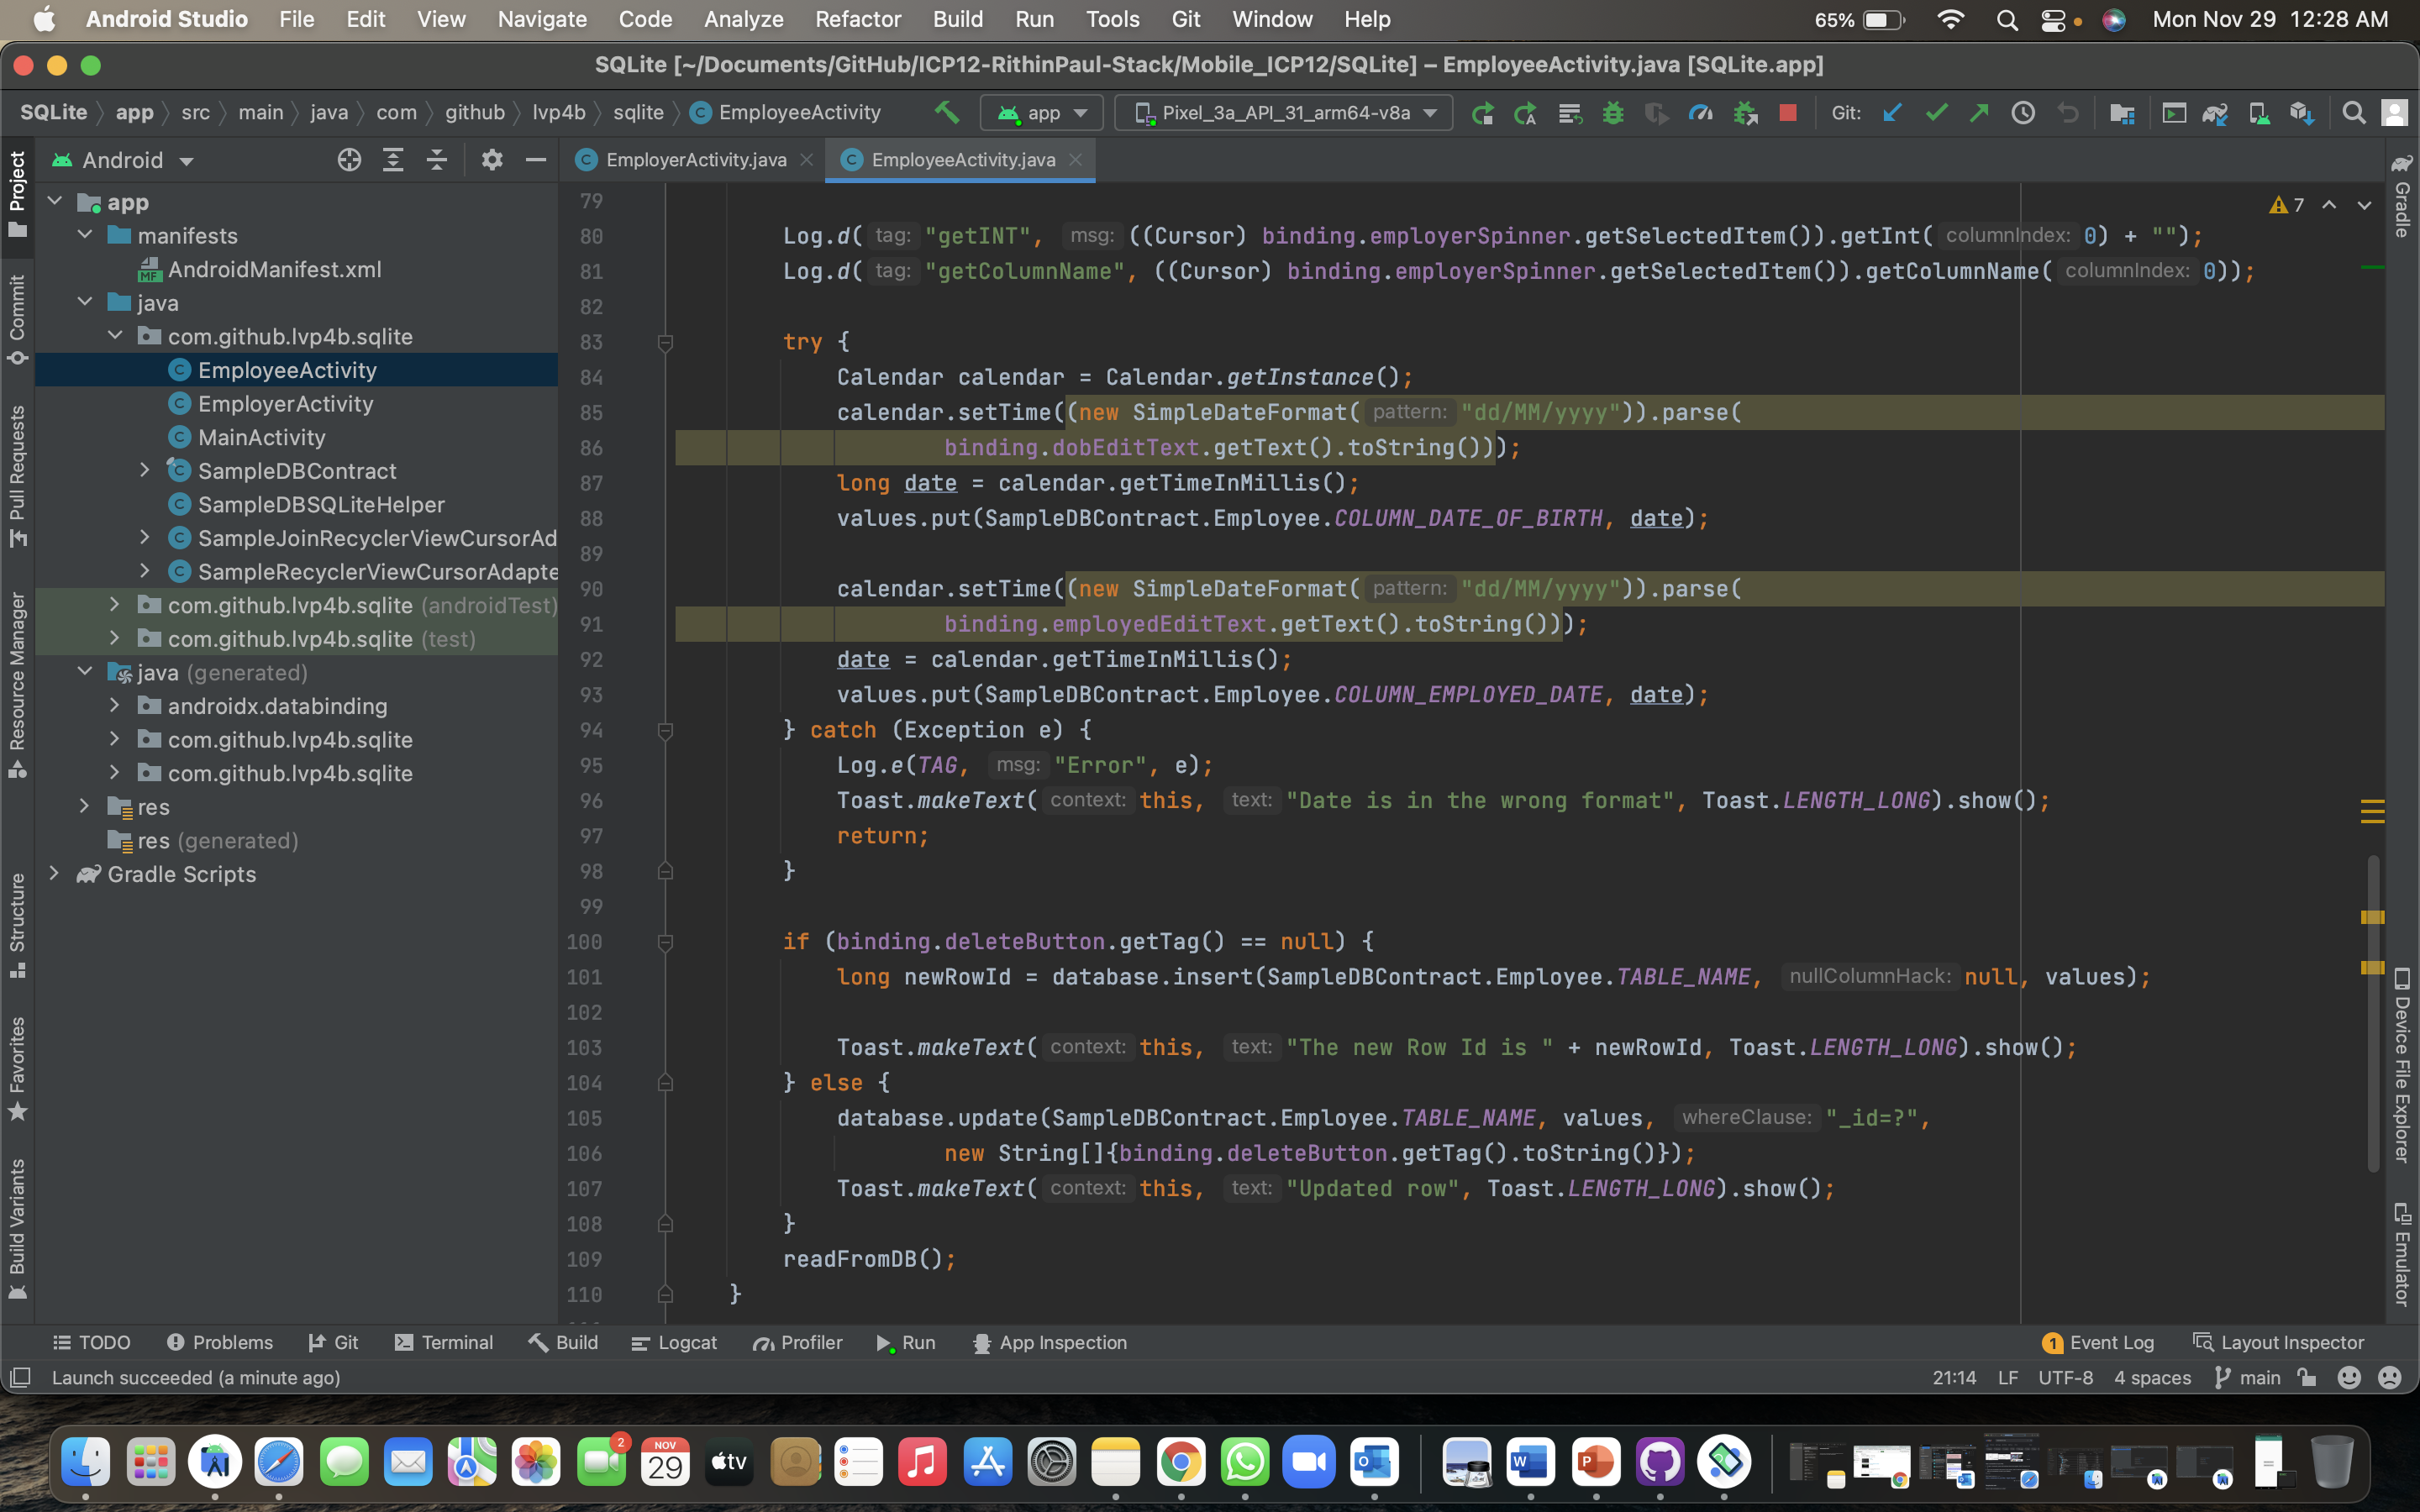 Android Studio File Edit View Navigate Code Analyze Refactor Build Run Tools Git Window Help 65% Mon Nov 29 12:28 AM
SQLite [~/Documents/GitHub/ICP12-RithinPaul-Stack/Mobile_ICP12/SQLite] – EmployeeActivity.java [SQLite.app]
SQLite app src main java com github lvp4b sqlite EmployeeActivity app Pixel_3a_API_31_arm64-v8a Git:
Android
EmployerActivity.java EmployeeActivity.java
Project
Commit
Pull Requests
Resource Manager
Structure
Favorites
Build Variants
app
manifests
AndroidManifest.xml
java
com.github.lvp4b.sqlite
EmployeeActivity
EmployerActivity
MainActivity
SampleDBContract
SampleDBSQLiteHelper
SampleJoinRecyclerViewCursorAd
SampleRecyclerViewCursorAdapte
com.github.lvp4b.sqlite (androidTest)
com.github.lvp4b.sqlite (test)
java (generated)
androidx.databinding
com.github.lvp4b.sqlite
com.github.lvp4b.sqlite
res
res (generated)
Gradle Scripts
7
79
80 Log.d( tag: "getINT", msg: ((Cursor) binding.employerSpinner.getSelectedItem()).getInt( columnIndex: 0) + "");
81 Log.d( tag: "getColumnName", ((Cursor) binding.employerSpinner.getSelectedItem()).getColumnName( columnIndex: 0));
82
83 try {
84 Calendar calendar = Calendar.getInstance();
85 calendar.setTime((new SimpleDateFormat( pattern: "dd/MM/yyyy")).parse(
86 binding.dobEditText.getText().toString()));
87 long date = calendar.getTimeInMillis();
88 values.put(SampleDBContract.Employee.COLUMN_DATE_OF_BIRTH, date);
89
90 calendar.setTime((new SimpleDateFormat( pattern: "dd/MM/yyyy")).parse(
91 binding.employedEditText.getText().toString()));
92 date = calendar.getTimeInMillis();
93 values.put(SampleDBContract.Employee.COLUMN_EMPLOYED_DATE, date);
94 } catch (Exception e) {
95 Log.e(TAG, msg: "Error", e);
96 Toast.makeText( context: this, text: "Date is in the wrong format", Toast.LENGTH_LONG).show();
97 return;
98 }
99
100 if (binding.deleteButton.getTag() == null) {
101 long newRowId = database.insert(SampleDBContract.Employee.TABLE_NAME, nullColumnHack: null, values);
102
103 Toast.makeText( context: this, text: "The new Row Id is " + newRowId, Toast.LENGTH_LONG).show();
104 } else {
105 database.update(SampleDBContract.Employee.TABLE_NAME, values, whereClause: "_id=?",
106 new String[]{binding.deleteButton.getTag().toString()});
107 Toast.makeText( context: this, text: "Updated row", Toast.LENGTH_LONG).show();
108 }
109 readFromDB();
110 }
Gradle
Device File Explorer
Emulator
TODO Problems Git Terminal Build Logcat Profiler Run App Inspection 1 Event Log Layout Inspector
Launch succeeded (a minute ago) 21:14 LF UTF-8 4 spaces main
2
NOV
29
tv